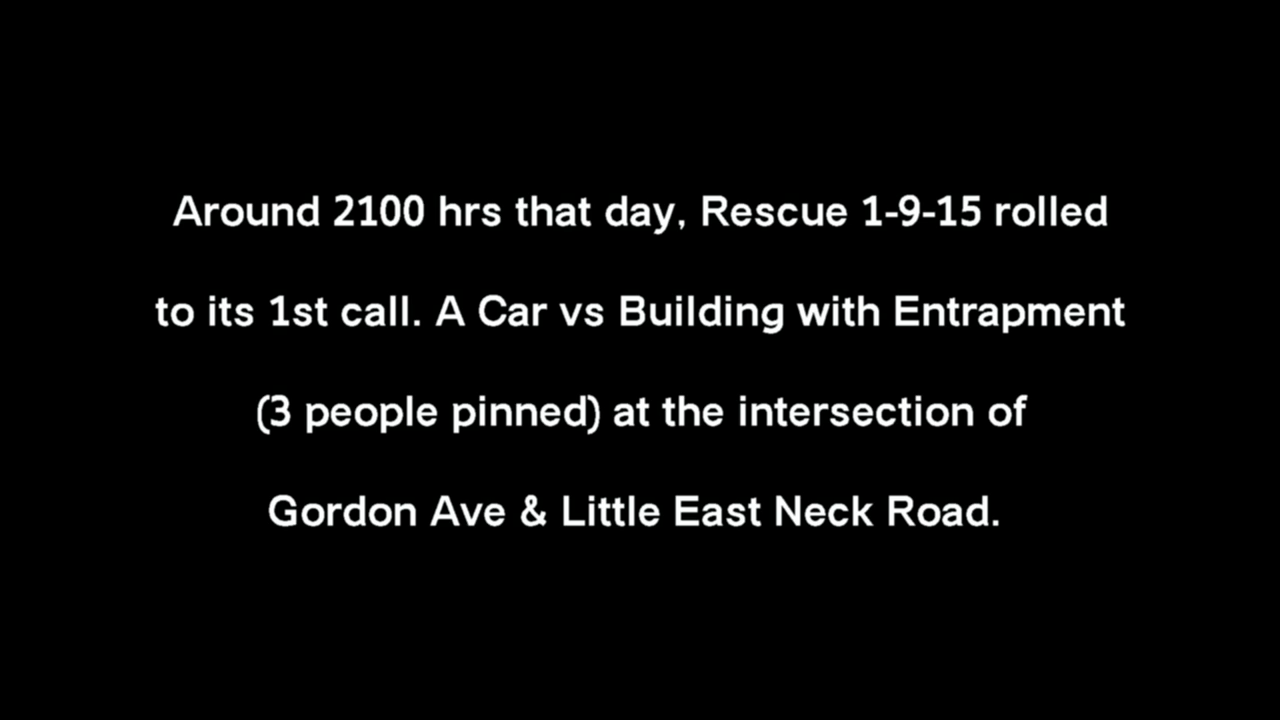 Around 2100 hrs that day, Rescue 1-9-15 rolled
to its 1st call. A Car vs Building with Entrapment
(3 people pinned) at the intersection of
Gordon Ave & Little East Neck Road.